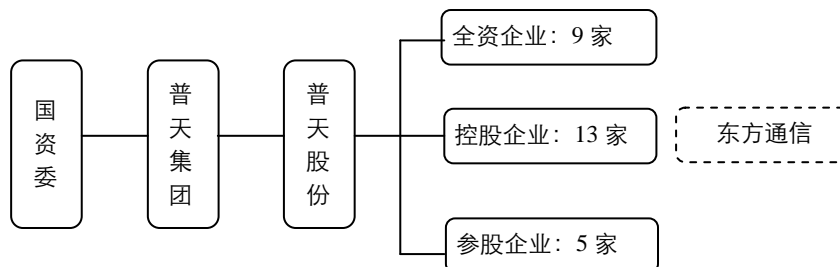 国资委
普天集团
普天股份
全资企业：9 家
控股企业：13 家
东方通信
参股企业：5 家